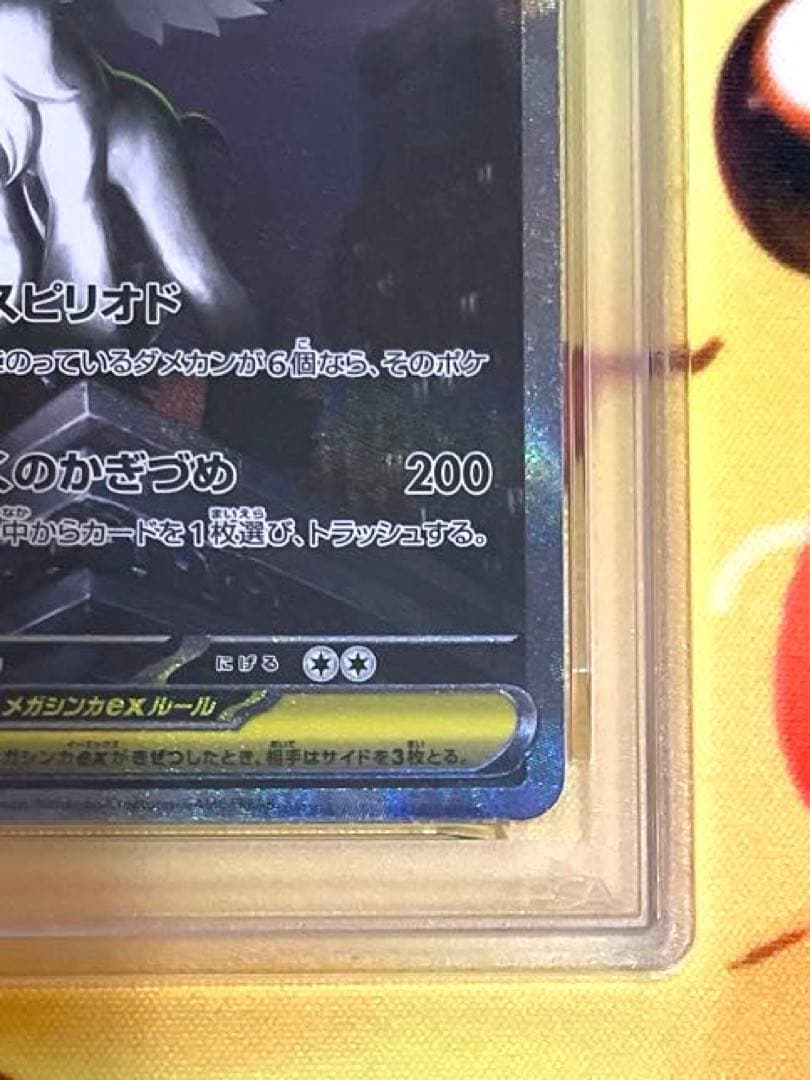 スピリオド
のっているダメカンが6個なら、そのポケ
くのかぎづめ 200
中からカードを1枚選び、トラッシュする。
にげる
メガシンカexルール
ガシンカexがきぜつしたとき、相手はサイドを3枚とる。